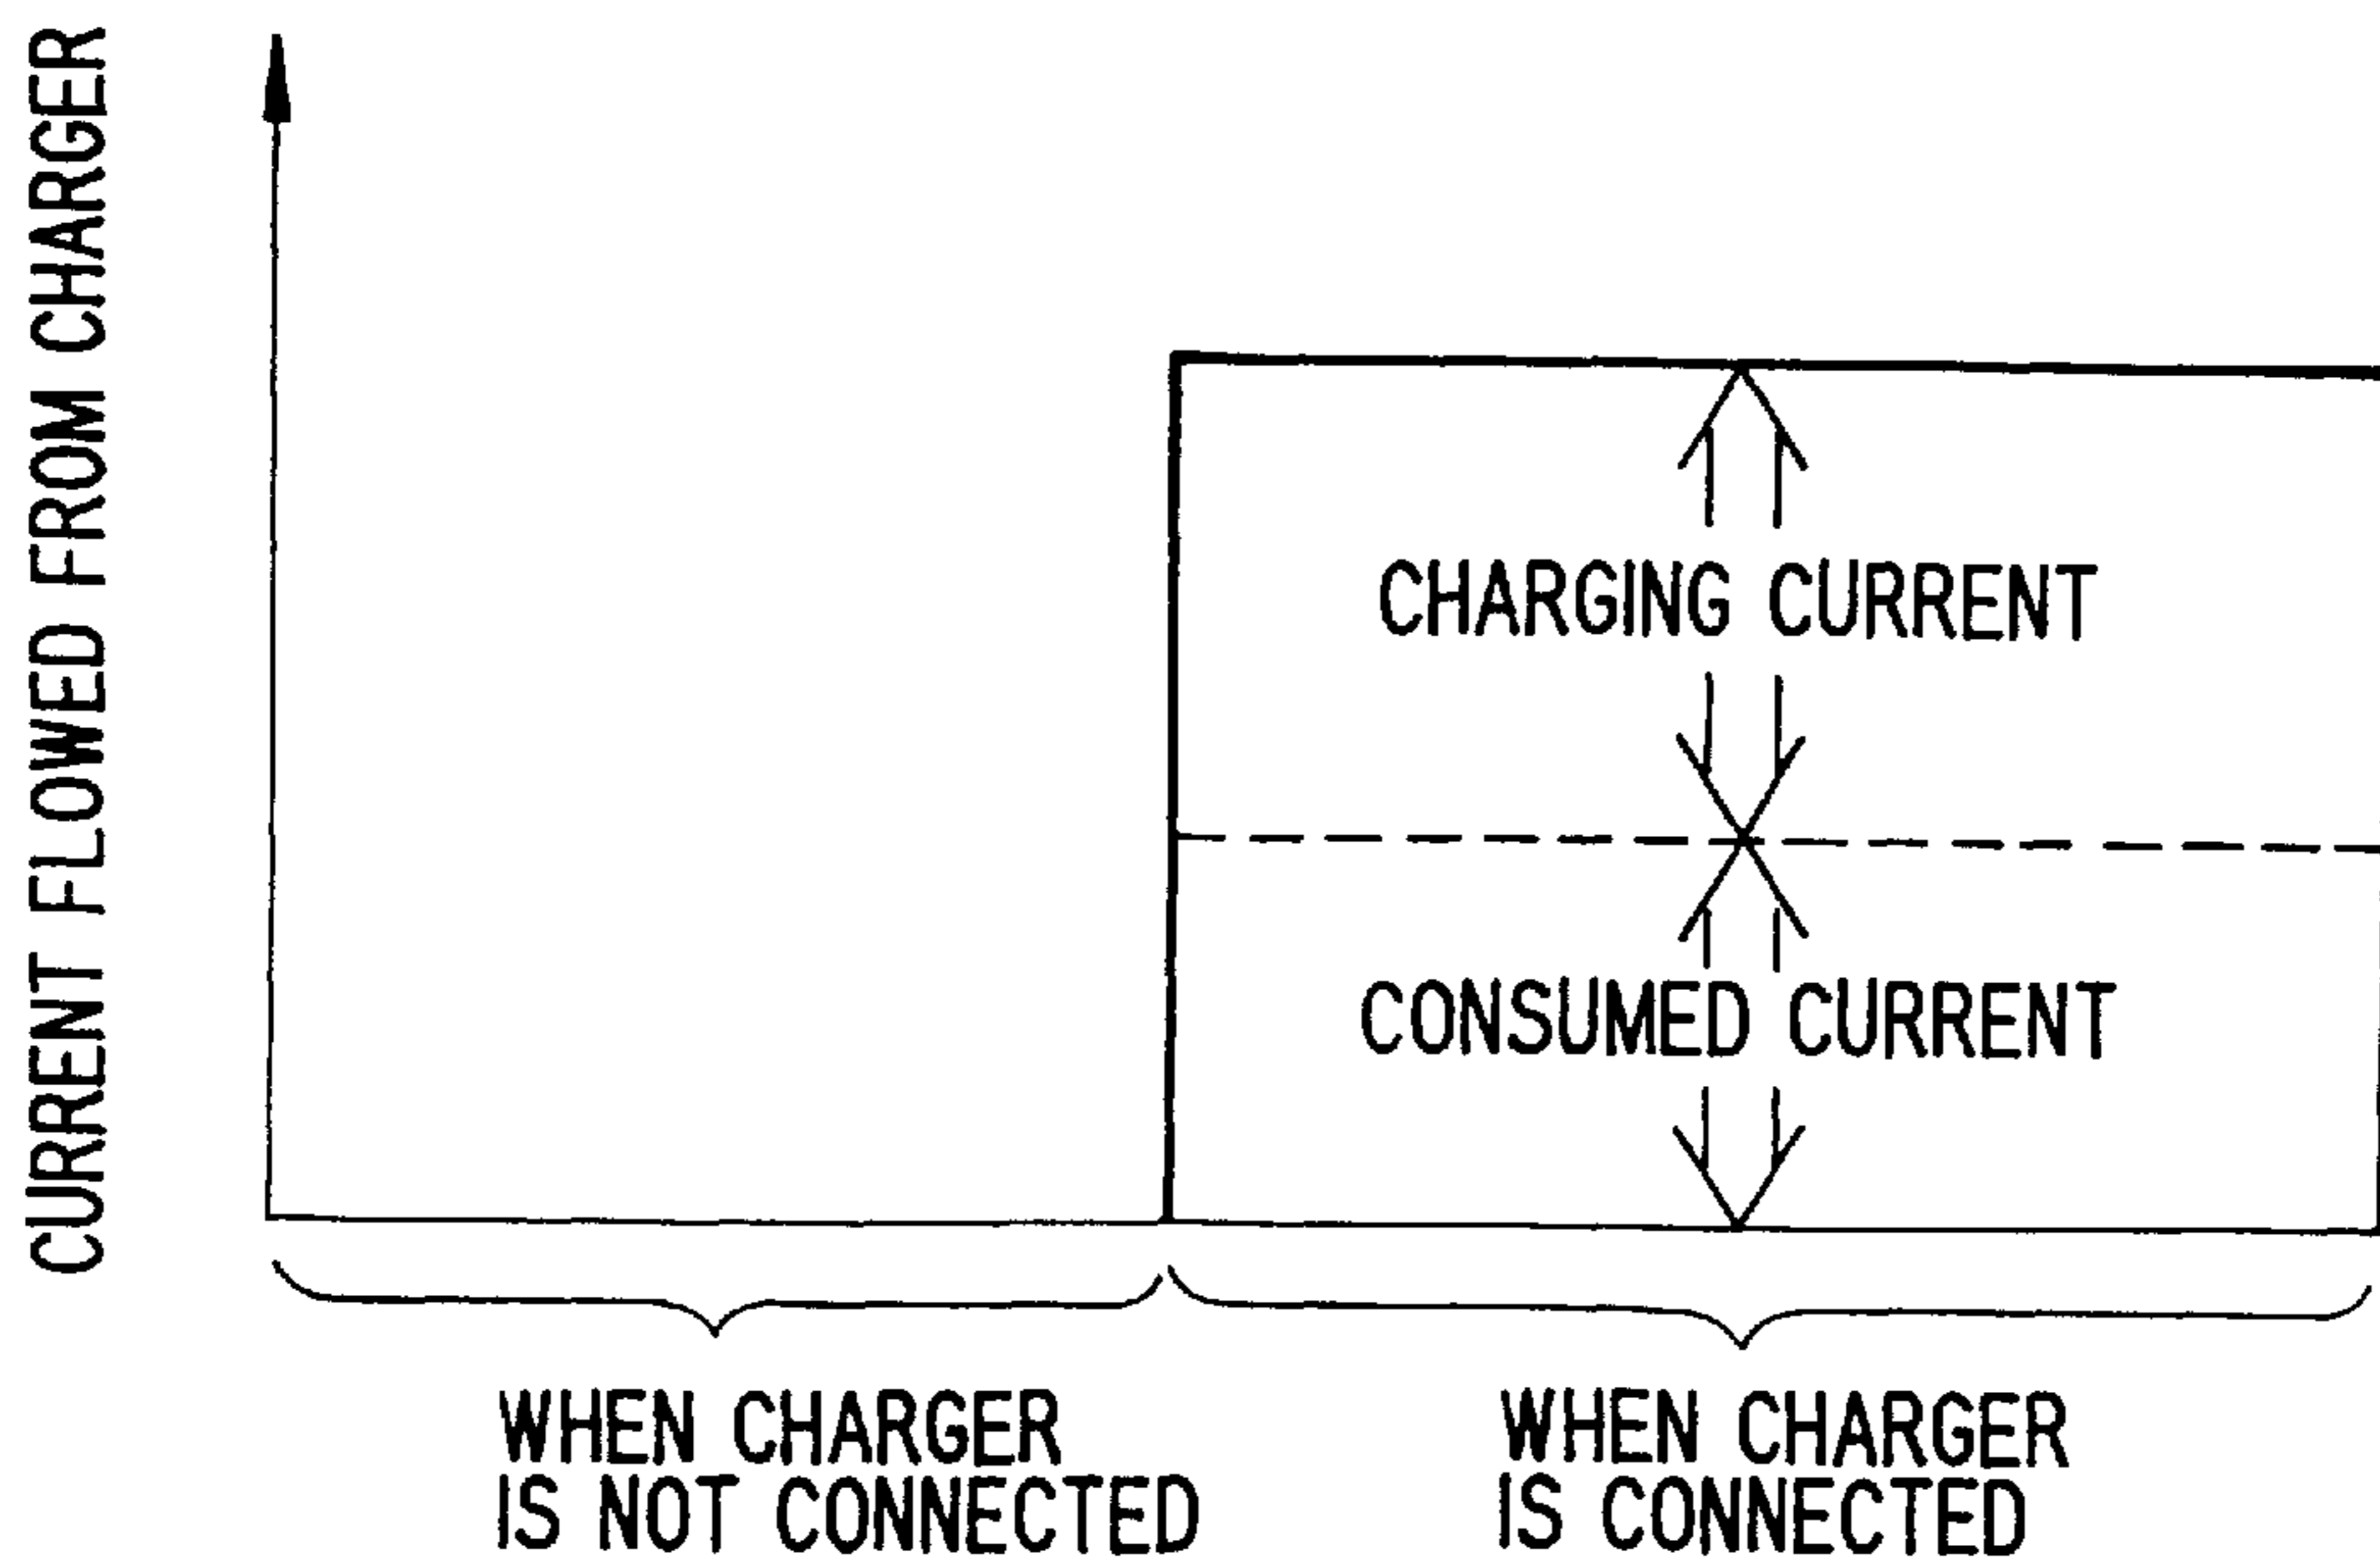 CURRENT FLOWED FROM CHARGER
CHARGING CURRENT
CONSUMED CURRENT
WHEN CHARGER
IS NOT CONNECTED
WHEN CHARGER
IS CONNECTED